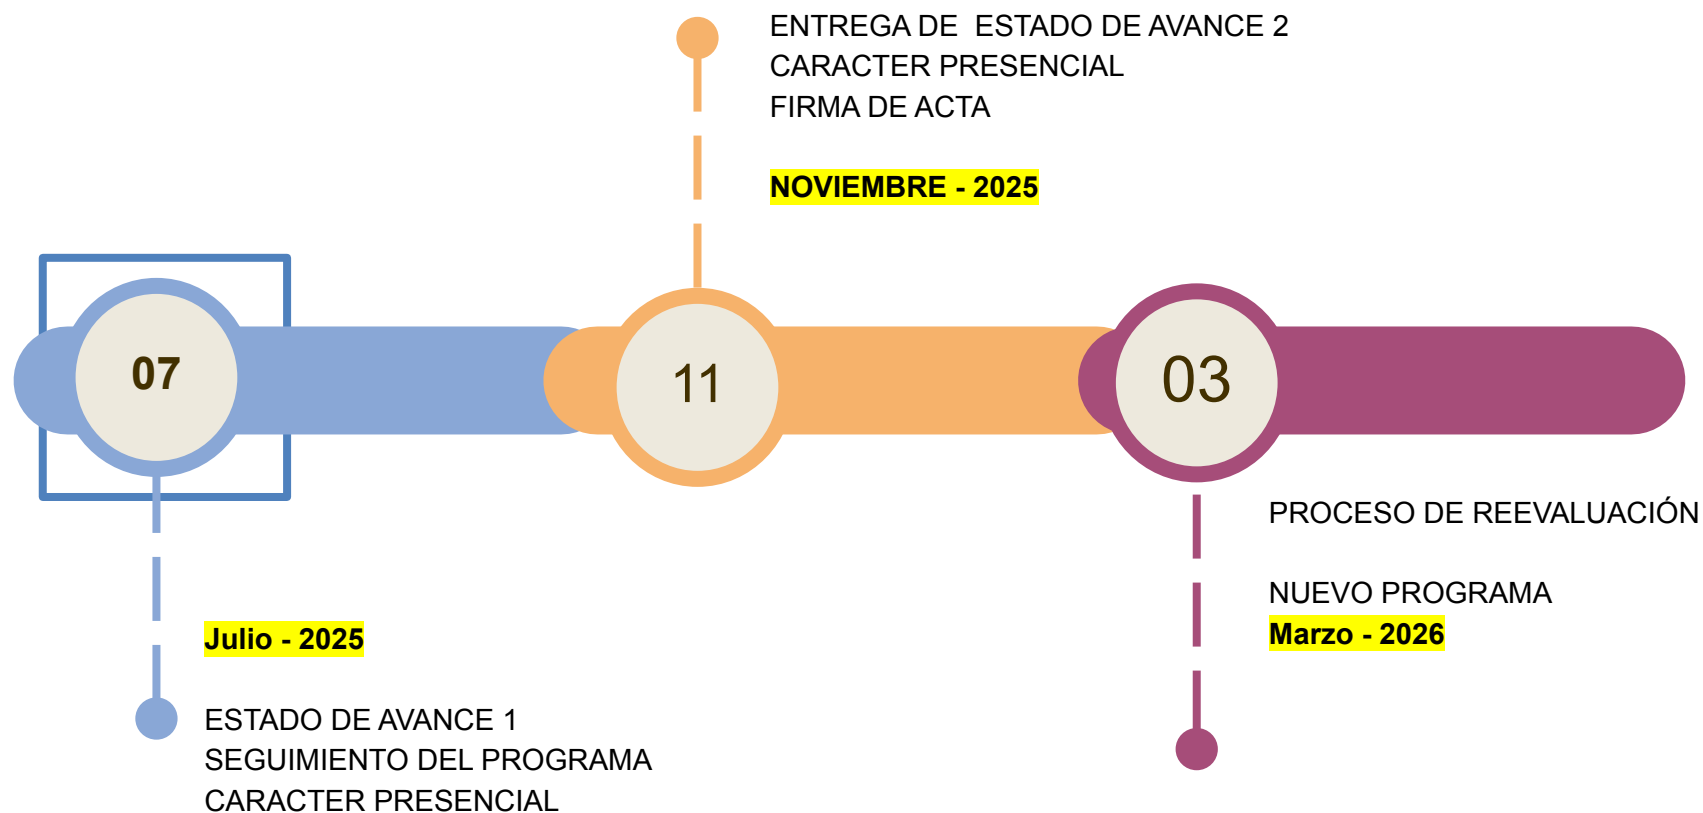 ENTREGA DE  ESTADO DE AVANCE 2
CARACTER PRESENCIAL
FIRMA DE ACTA
NOVIEMBRE - 2025
07
11
03
Julio - 2025
ESTADO DE AVANCE 1
SEGUIMIENTO DEL PROGRAMA
CARACTER PRESENCIAL
PROCESO DE REEVALUACIÓN
NUEVO PROGRAMA
Marzo - 2026